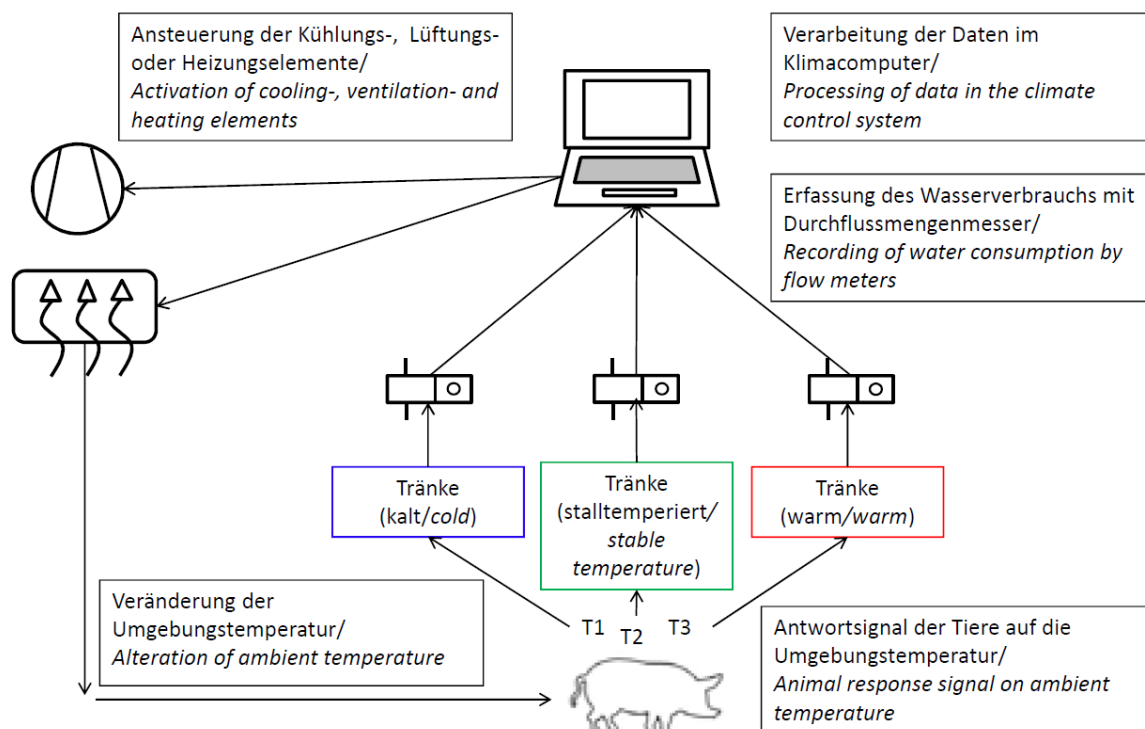 Ansteuerung der Kühlungs-, Lüftungs-
oder Heizungselemente/
Activation of cooling-, ventilation- and
heating elements
Verarbeitung der Daten im
Klimacomputer/
Processing of data in the climate
control system
Erfassung des Wasserverbrauchs mit
Durchflussmengenmesser/
Recording of water consumption by
flow meters
Tränke
(kalt/cold)
Tränke
(stalltemperiert/
stable
temperature)
Tränke
(warm/warm)
Veränderung der
Umgebungstemperatur/
Alteration of ambient temperature
T1
T2
T3
Antwortsignal der Tiere auf die
Umgebungstemperatur/
Animal response signal on ambient
temperature